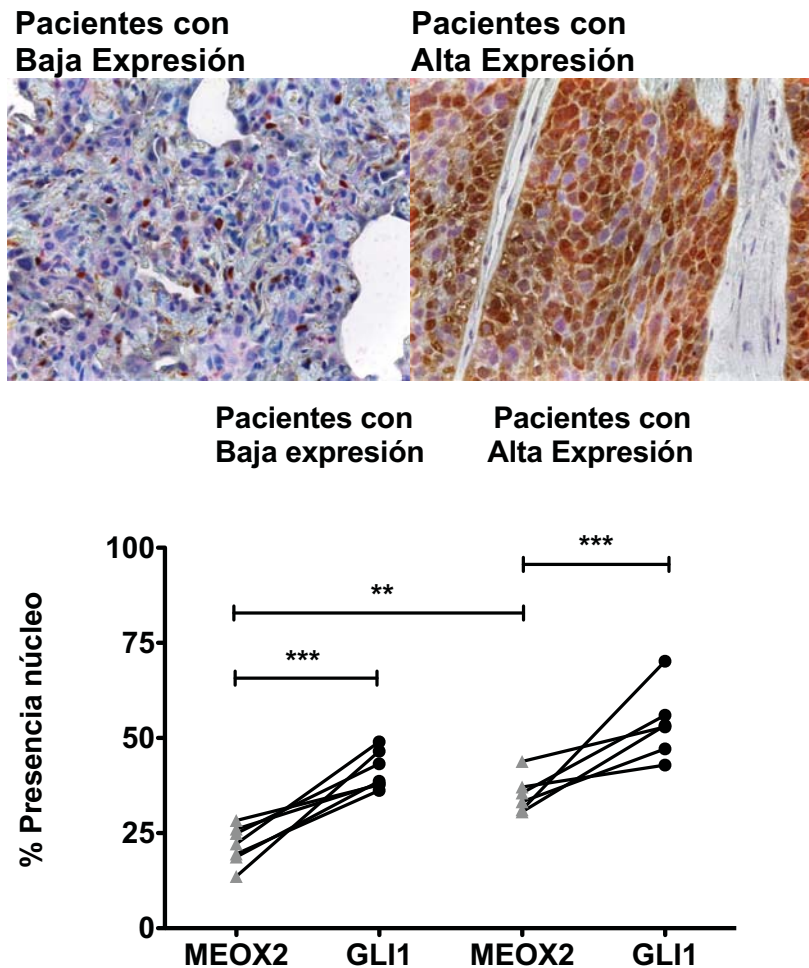 Pacientes con
Baja Expresión
Pacientes con
Alta Expresión
Pacientes con
Baja expresión
Pacientes con
Alta Expresión
% Presencia núcleo
100
75
50
25
0
***
**
***
MEOX2
GLI1
MEOX2
GLI1